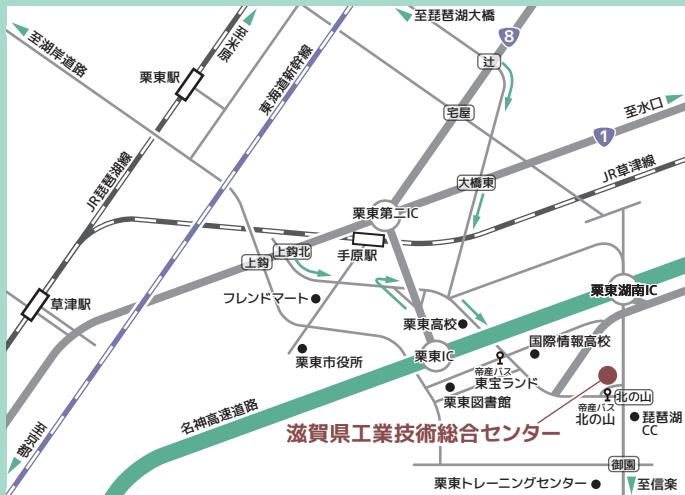 至琵琶湖大橋
至湖岸道路
至米原
東海道新幹線
8
辻
栗東駅
宅屋
至水口
1
JR琵琶湖線
大橋東
JR草津線
栗東第二IC
手原駅
上鈎北
上鈎
栗東湖南IC
草津駅
フレンドマート
栗東高校
国際情報高校
栗東市役所
栗東IC
帝産バス
東宝ランド
栗東図書館
北の山
帝産バス
北の山
琵琶湖
CC
名神高速道路
滋賀県工業技術総合センター
至京都
御園
栗東トレーニングセンター
至信楽